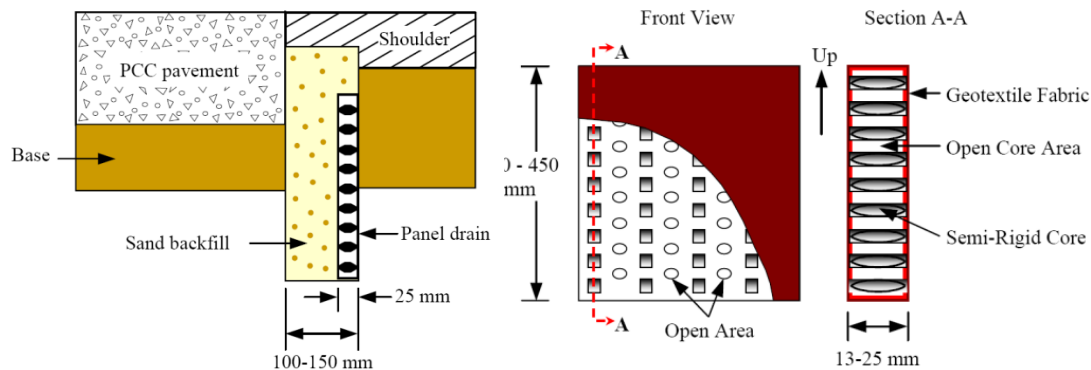 Shoulder
PCC pavement
Base
Sand backfill
Panel drain
25 mm
100-150 mm
Front View
A
0 - 450
mm
A
Open Area
Section A-A
Up
Geotextile Fabric
Open Core Area
Semi-Rigid Core
13-25 mm